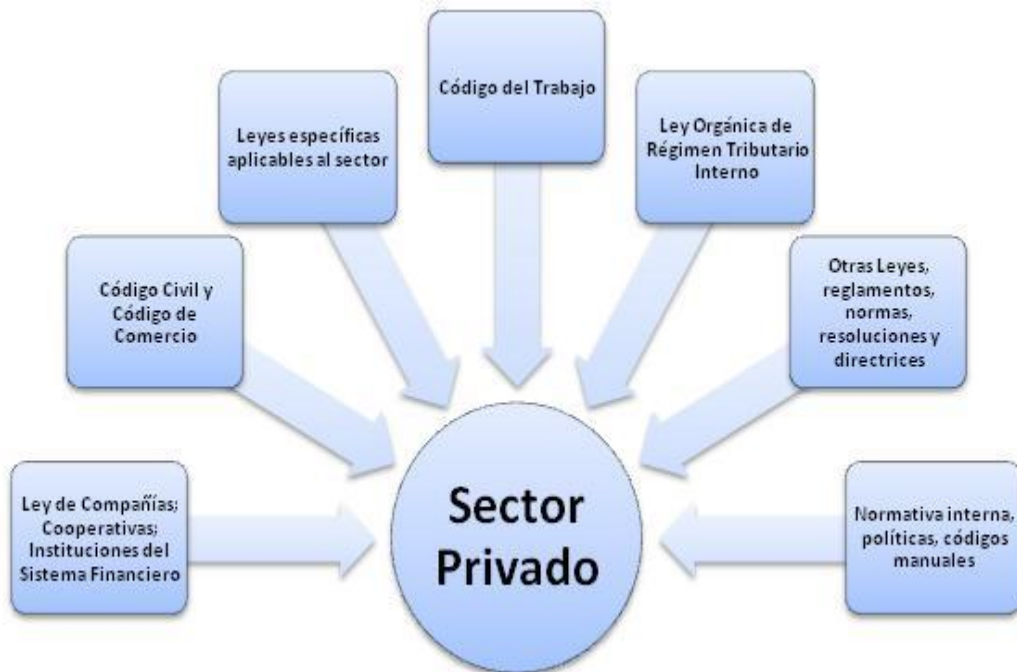 Código del Trabajo
Leyes específicas
aplicables al sector
Ley Orgánica de
Régimen Tributario
Interno
Código Civil y
Código de
Comercio
Otras Leyes,
reglamentos,
normas,
resoluciones y
directrices
Ley de Compañías;
Cooperativas;
Instituciones del
Sistema Financiero
Sector
Privado
Normativa interna,
políticas, códigos
manuales